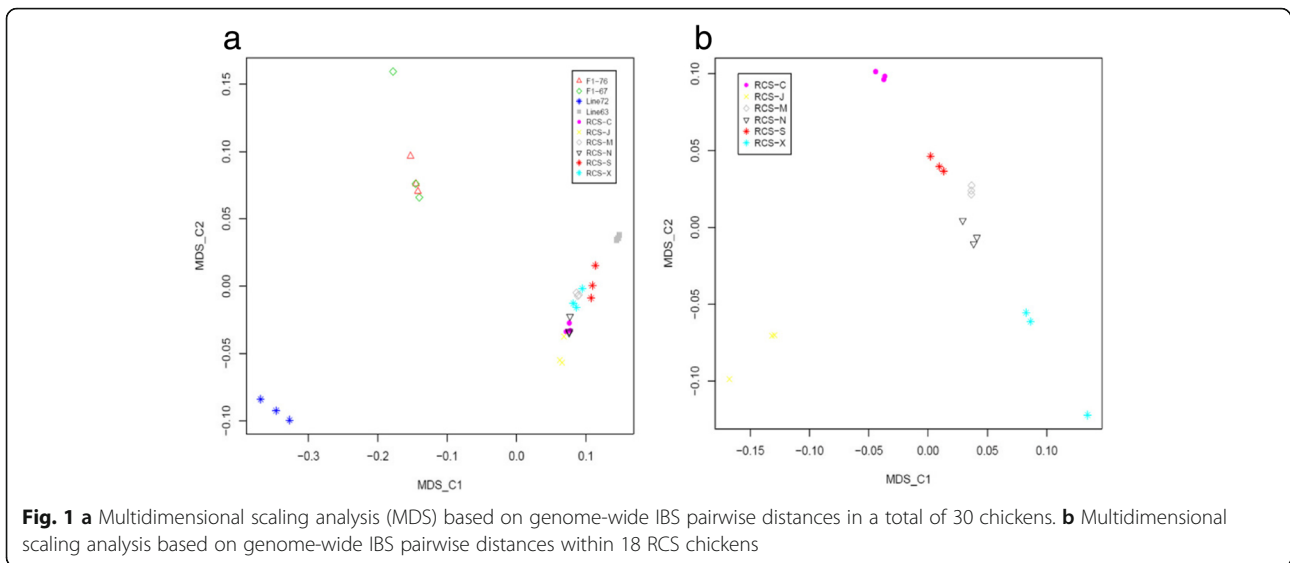 a
b
MDS_C2
0.15
0.10
0.05
0.00
−0.05
−0.10
−0.3
−0.2
−0.1
0.0
0.1
MDS_C1
F1-76
F1-67
Line72
Line63
RCS-C
RCS-J
RCS-M
RCS-N
RCS-S
RCS-X
MDS_C2
0.10
0.05
0.00
−0.05
−0.10
−0.15
−0.10
−0.05
0.00
0.05
0.10
MDS_C1
RCS-C
RCS-J
RCS-M
RCS-N
RCS-S
RCS-X
Fig. 1 a Multidimensional scaling analysis (MDS) based on genome-wide IBS pairwise distances in a total of 30 chickens. b Multidimensional
scaling analysis based on genome-wide IBS pairwise distances within 18 RCS chickens